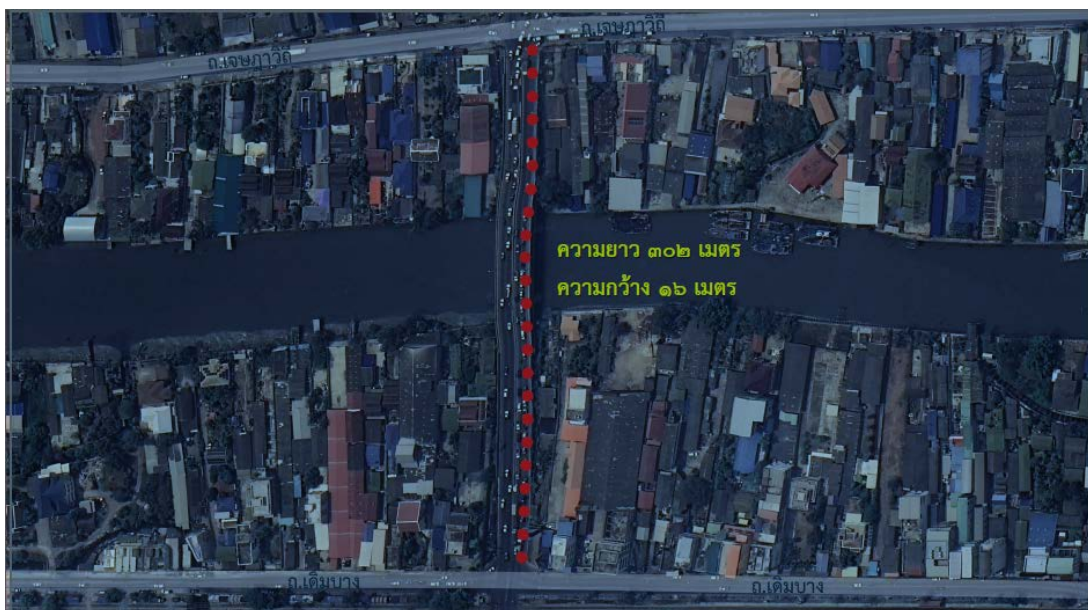 ถ.เจษฎาวิถี
ถ.เจษฎาวิถี
ความยาว ๓๐๒ เมตร
ความกว้าง ๑๖ เมตร
ถ.เดิมบาง
ถ.เดิมบาง